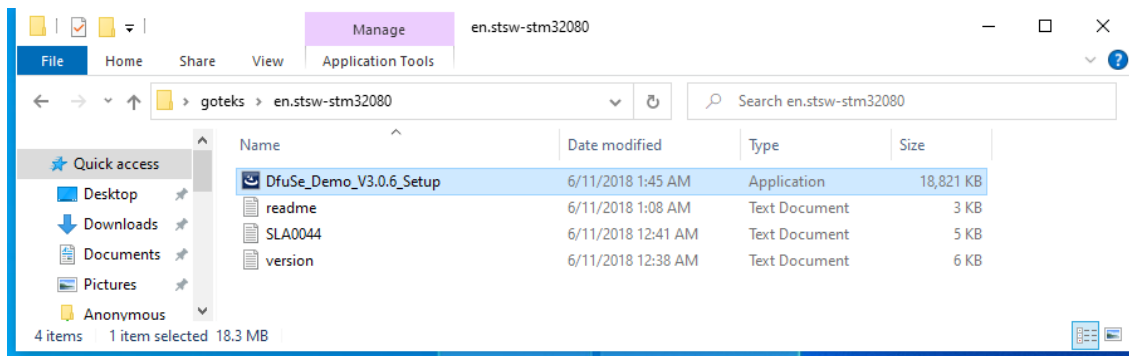 Manage en.stsw-stm32080
File Home Share View Application Tools
goteks > en.stsw-stm32080 Search en.stsw-stm32080
Name Date modified Type Size
Quick access
Desktop
Downloads
Documents
Pictures
Anonymous
DfuSe_Demo_V3.0.6_Setup 6/11/2018 1:45 AM Application 18,821 KB
readme 6/11/2018 1:08 AM Text Document 3 KB
SLA0044 6/11/2018 12:41 AM Text Document 5 KB
version 6/11/2018 12:38 AM Text Document 6 KB
4 items 1 item selected 18.3 MB